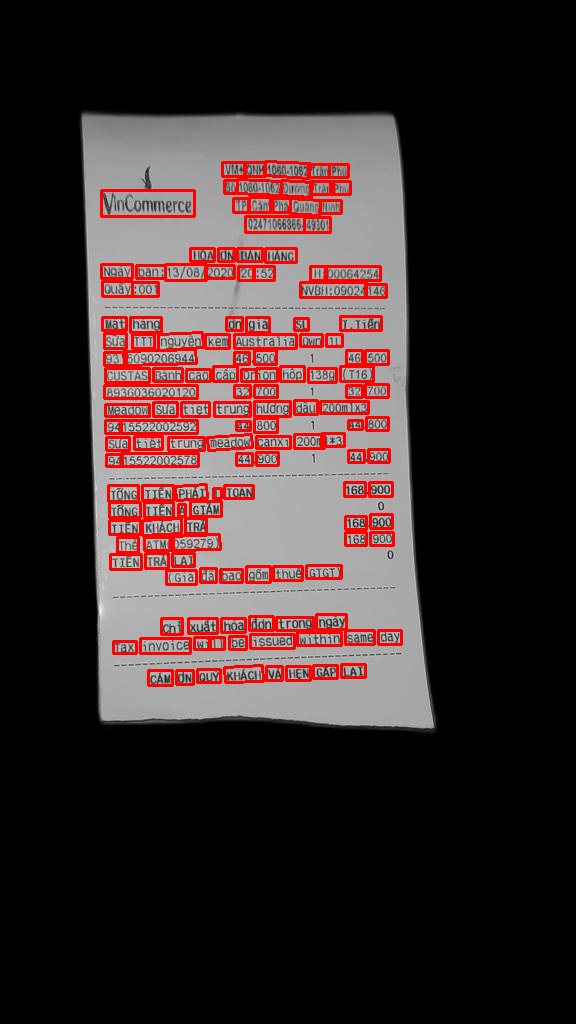 VinCommerce
VM+ QNH 1060-1062 Trần Phú
Số 1060-1062 Đường Trần Phú
TP Cẩm Phả Quảng Ninh
02471066866-49301
HÓA ĐƠN BÁN HÀNG
Ngày bán:13/08/2020 20:52 H:00064254
Quầy:001 NVBH:09024146
Mặt hàng Đơn giá SL T.Tiền
Sữa TTT nguyên kem Australia Own 1L
9315090206944 46,500 1 46,500
CUSTAS Bánh cao cấp Orion hộp 138g (T16)
8936036020120 32,700 1 32,700
Meadow Sữa tiệt trung hương dâu 200mlx3
9415522002592 44,800 1 44,800
Sữa tiệt trung meadow canxi 200m *3
9415522002578 44,900 1 44,900
TỔNG TIỀN PHẢI TOÁN 168,900
TỔNG TIỀN GIẢM 0
TIỀN KHÁCH TRẢ 168,900
Thẻ ATM(059279) 168,900
TIỀN TRẢ LẠI 0
(Giá đã bao gồm thuế GTGT)
Chỉ xuất hóa đơn trong ngày
Tax invoice will be issued within same day
CẢM ƠN QUÝ KHÁCH VÀ HẸN GẶP LẠI